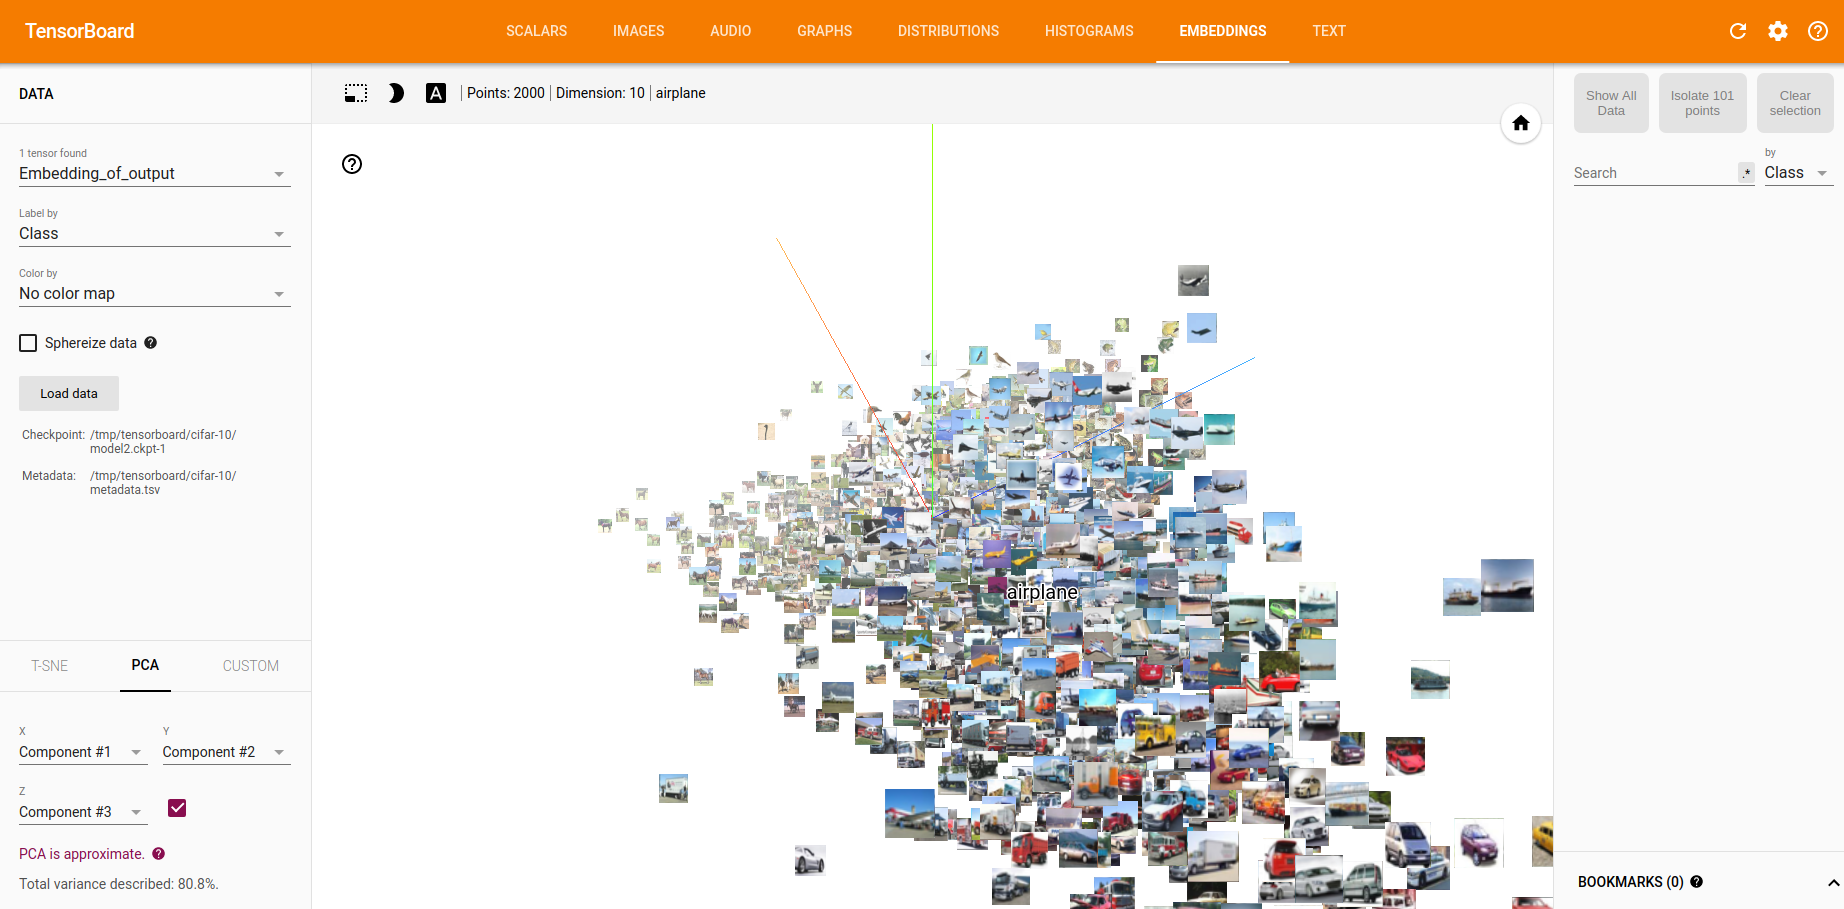 TensorBoard
SCALARS IMAGES AUDIO GRAPHS DISTRIBUTIONS HISTOGRAMS EMBEDDINGS TEXT
DATA
1 tensor found
Embedding_of_output
Label by
Class
Color by
No color map
Sphereize data
Load data
Checkpoint: /tmp/tensorboard/cifar-10/
model2.ckpt-1
Metadata: /tmp/tensorboard/cifar-10/
metadata.tsv
T-SNE PCA CUSTOM
X Y
Component #1 Component #2
Z
Component #3
PCA is approximate.
Total variance described: 80.8%.
A | Points: 2000 | Dimension: 10 | airplane
airplane
Show All
Data
Isolate 101
points
Clear
selection
by
Search .* Class
BOOKMARKS (0)